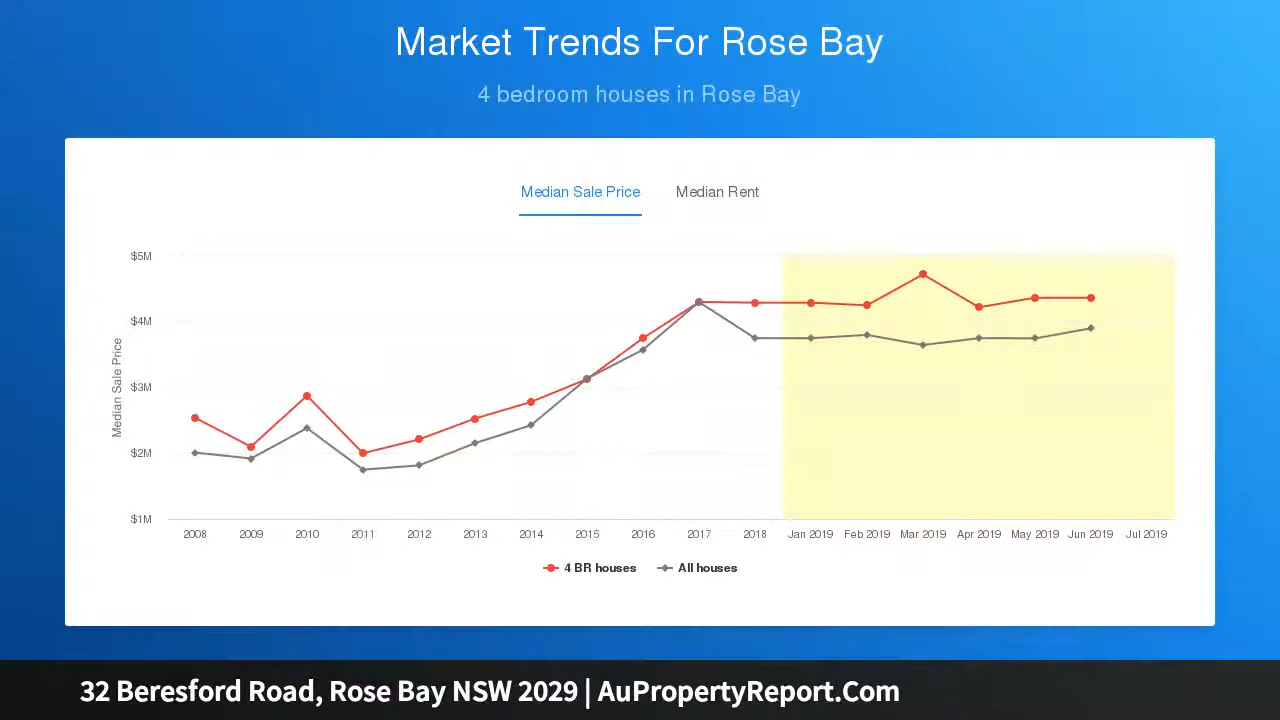 Market Trends For Rose Bay
4 bedroom houses in Rose Bay
Median Sale Price Median Rent
$5M
$4M
$3M
$2M
$1M
Median Sale Price
2008 2009 2010 2011 2012 2013 2014 2015 2016 2017 2018 Jan 2019 Feb 2019 Mar 2019 Apr 2019 May 2019 Jun 2019 Jul 2019
4 BR houses All houses
32 Beresford Road, Rose Bay NSW 2029 | AuPropertyReport.Com